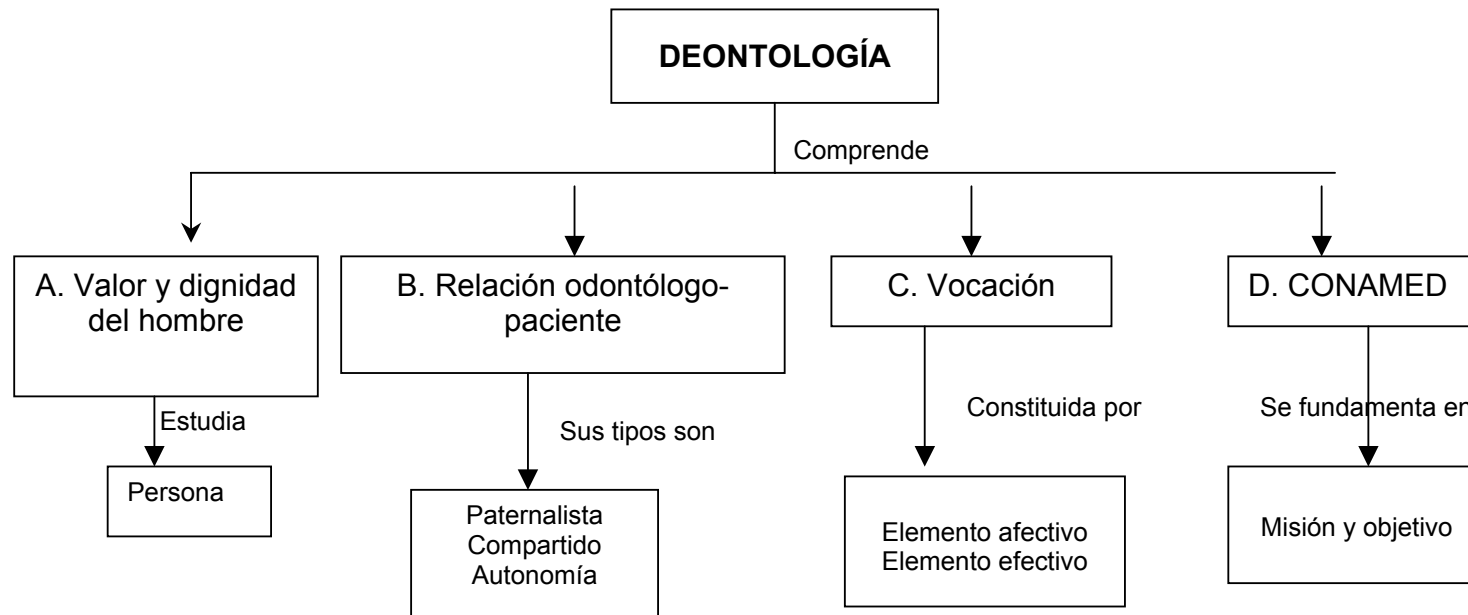 DEONTOLOGÍA
Comprende
A. Valor y dignidad
del hombre
B. Relación odontólogo-
paciente
C. Vocación
D. CONAMED
Estudia
Sus tipos son
Constituida por
Se fundamenta en
Persona
Paternalista
Compartido
Autonomía
Elemento afectivo
Elemento efectivo
Misión y objetivo